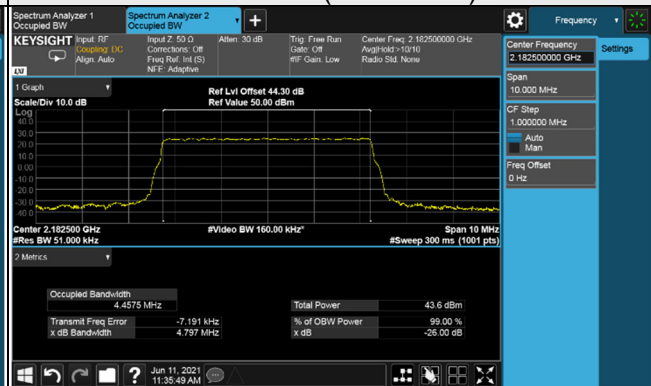 Spectrum Analyzer 1
Occupied BW
Spectrum Analyzer 2
Occupied BW
Frequency
KEYSIGHT
Input: RF
Coupling: DC
Align: Auto
Input Z: 50 Ω
Corrections: Off
Freq Ref: Int (S)
NFE: Adaptive
Atten: 30 dB
Trig: Free Run
Gate: Off
#IF Gain: Low
Center Freq: 2.182500000 GHz
Avg|Hold:>10/10
Radio Std: None
LXI
Center Frequency
2.182500000 GHz
Settings
Span
10.000 MHz
CF Step
1.000000 MHz
Auto
Man
Freq Offset
0 Hz
1 Graph
Scale/Div 10.0 dB
Ref Lvl Offset 44.30 dB
Ref Value 50.00 dBm
Log
40.0
30.0
20.0
10.0
0.00
-10.0
-20.0
-30.0
-40.0
Center 2.182500 GHz
#Res BW 51.000 kHz
#Video BW 160.00 kHz*
Span 10 MHz
#Sweep 300 ms (1001 pts)
2 Metrics
Occupied Bandwidth
4.4575 MHz
Total Power 43.6 dBm
Transmit Freq Error -7.191 kHz
% of OBW Power 99.00 %
x dB Bandwidth 4.797 MHz
x dB -26.00 dB
Jun 11, 2021
11:35:49 AM